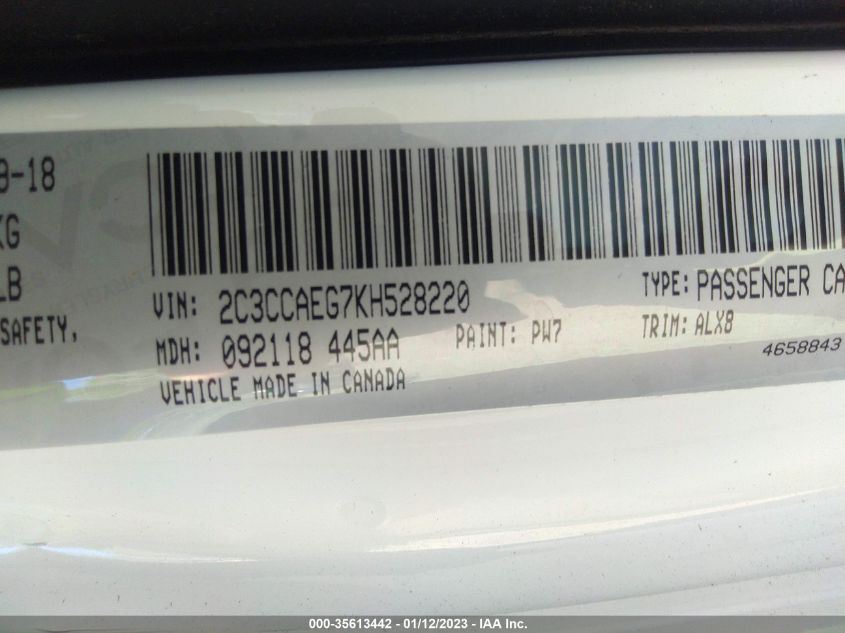 9-18
KG
LB
SAFETY,
VIN: 2C3CCAEG7KH528220
TYPE: PASSENGER CA
MDH: 092118 445AA
PAINT: PW7
TRIM: ALX8
VEHICLE MADE IN CANADA
4658843
000-35613442 - 01/12/2023 - IAA Inc.